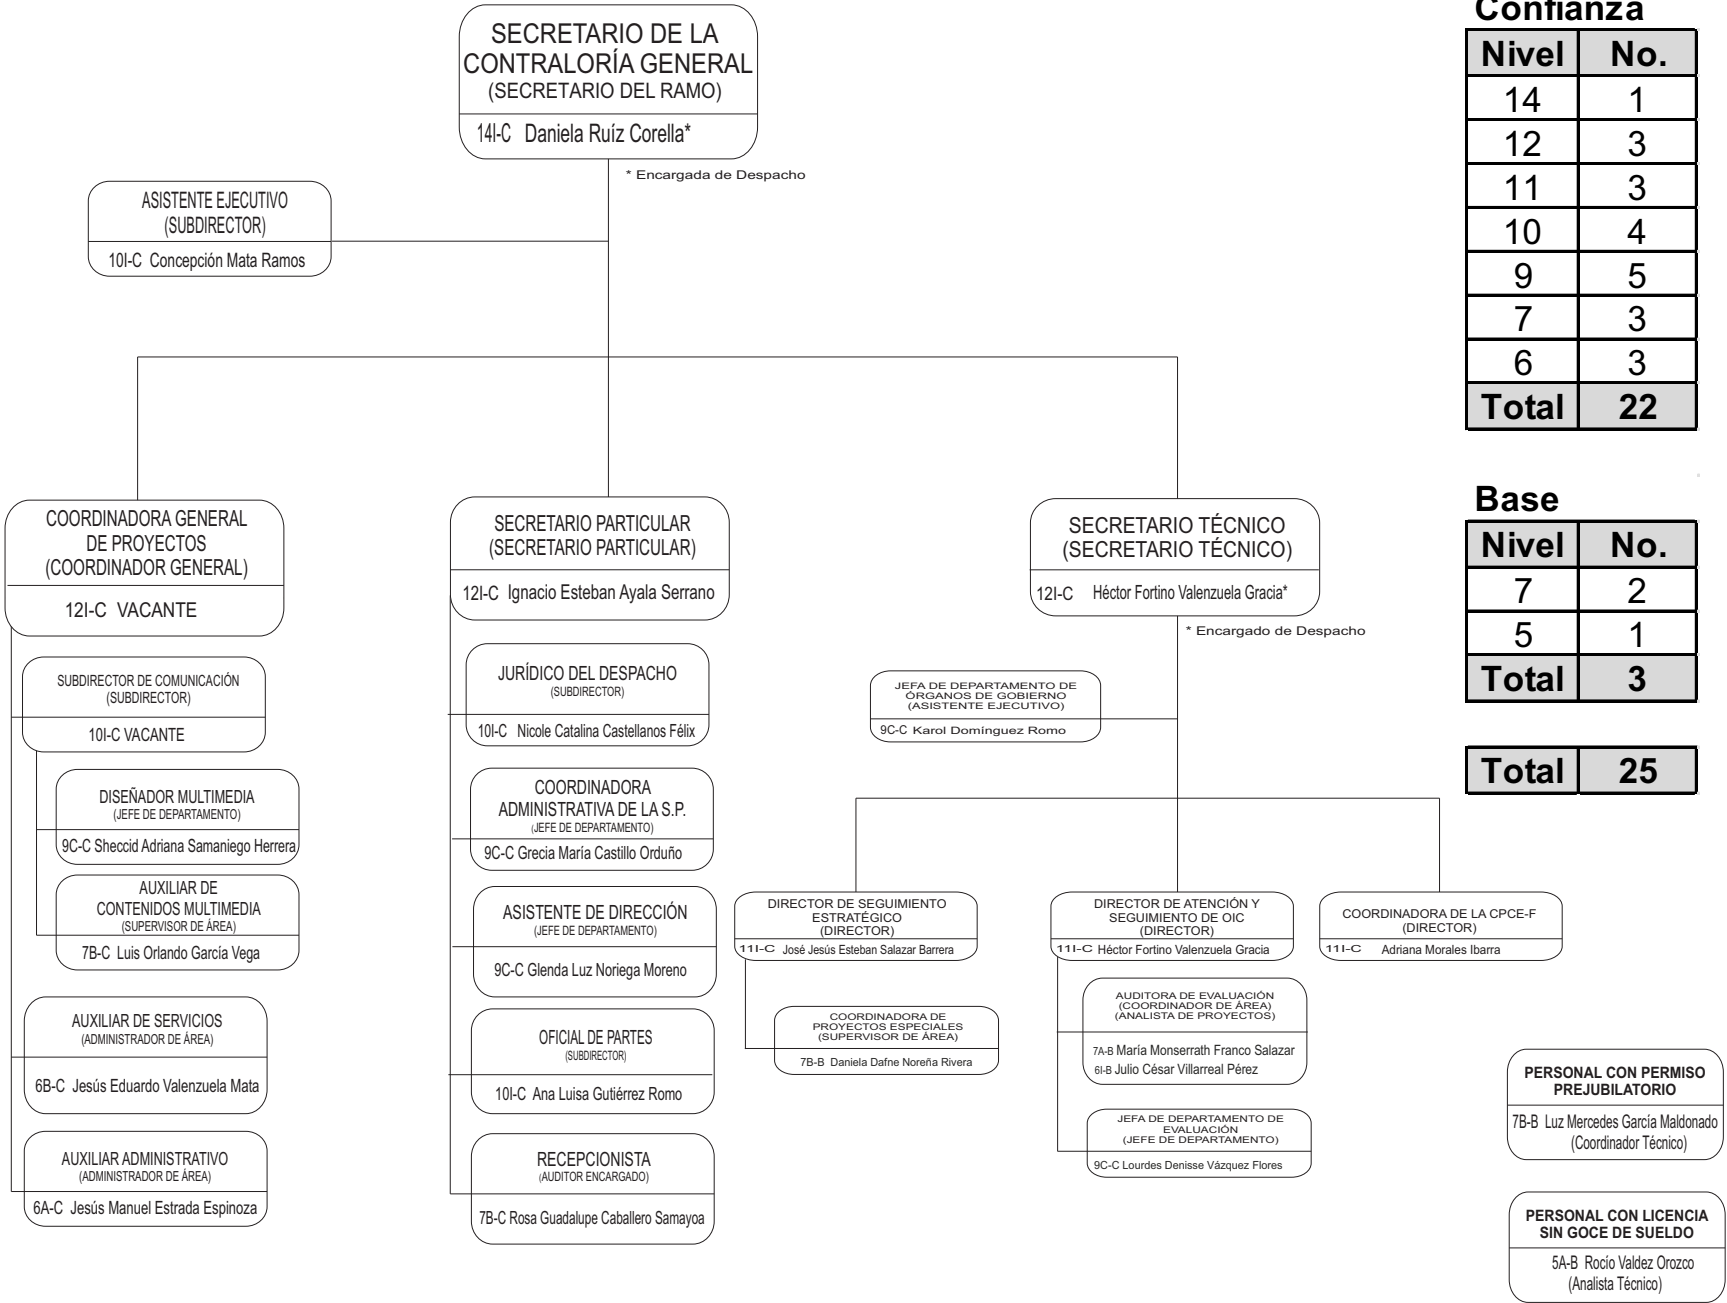 SECRETARIO DE LA
CONTRALORÍA GENERAL
(SECRETARIO DEL RAMO)
14I-C Daniela Ruíz Corella*
* Encargada de Despacho
ASISTENTE EJECUTIVO
(SUBDIRECTOR)
10I-C Concepción Mata Ramos
COORDINADORA GENERAL
DE PROYECTOS
(COORDINADOR GENERAL)
12I-C VACANTE
SUBDIRECTOR DE COMUNICACIÓN
(SUBDIRECTOR)
10I-C VACANTE
DISEÑADOR MULTIMEDIA
(JEFE DE DEPARTAMENTO)
9C-C Sheccid Adriana Samaniego Herrera
AUXILIAR DE
CONTENIDOS MULTIMEDIA
(SUPERVISOR DE ÁREA)
7B-C Luis Orlando García Vega
AUXILIAR DE SERVICIOS
(ADMINISTRADOR DE ÁREA)
6B-C Jesús Eduardo Valenzuela Mata
AUXILIAR ADMINISTRATIVO
(ADMINISTRADOR DE ÁREA)
6A-C Jesús Manuel Estrada Espinoza
SECRETARIO PARTICULAR
(SECRETARIO PARTICULAR)
12I-C Ignacio Esteban Ayala Serrano
JURÍDICO DEL DESPACHO
(SUBDIRECTOR)
10I-C Nicole Catalina Castellanos Félix
COORDINADORA
ADMINISTRATIVA DE LA S.P.
(JEFE DE DEPARTAMENTO)
9C-C Grecia María Castillo Orduño
ASISTENTE DE DIRECCIÓN
(JEFE DE DEPARTAMENTO)
9C-C Glenda Luz Noriega Moreno
OFICIAL DE PARTES
(SUBDIRECTOR)
10I-C Ana Luisa Gutiérrez Romo
RECEPCIONISTA
(AUDITOR ENCARGADO)
7B-C Rosa Guadalupe Caballero Samayoa
SECRETARIO TÉCNICO
(SECRETARIO TÉCNICO)
12I-C Héctor Fortino Valenzuela Gracia*
* Encargado de Despacho
JEFA DE DEPARTAMENTO DE
ÓRGANOS DE GOBIERNO
(ASISTENTE EJECUTIVO)
9C-C Karol Domínguez Romo
DIRECTOR DE SEGUIMIENTO
ESTRATÉGICO
(DIRECTOR)
11I-C José Jesús Esteban Salazar Barrera
COORDINADORA DE
PROYECTOS ESPECIALES
(SUPERVISOR DE ÁREA)
7B-B Daniela Dafne Noreña Rivera
DIRECTOR DE ATENCIÓN Y
SEGUIMIENTO DE OIC
(DIRECTOR)
11I-C Héctor Fortino Valenzuela Gracia
AUDITORA DE EVALUACIÓN
(COORDINADOR DE ÁREA)
(ANALISTA DE PROYECTOS)
7A-B María Monserrath Franco Salazar
6I-B Julio César Villarreal Pérez
JEFA DE DEPARTAMENTO DE
EVALUACIÓN
(JEFE DE DEPARTAMENTO)
9C-C Lourdes Denisse Vázquez Flores
COORDINADORA DE LA CPCE-F
(DIRECTOR)
11I-C Adriana Morales Ibarra
Confianza
Nivel No.
14 1
12 3
11 3
10 4
9 5
7 3
6 3
Total 22
Base
Nivel No.
7 2
5 1
Total 3
Total 25
PERSONAL CON PERMISO
PREJUBILATORIO
7B-B Luz Mercedes García Maldonado
(Coordinador Técnico)
PERSONAL CON LICENCIA
SIN GOCE DE SUELDO
5A-B Rocío Valdez Orozco
(Analista Técnico)